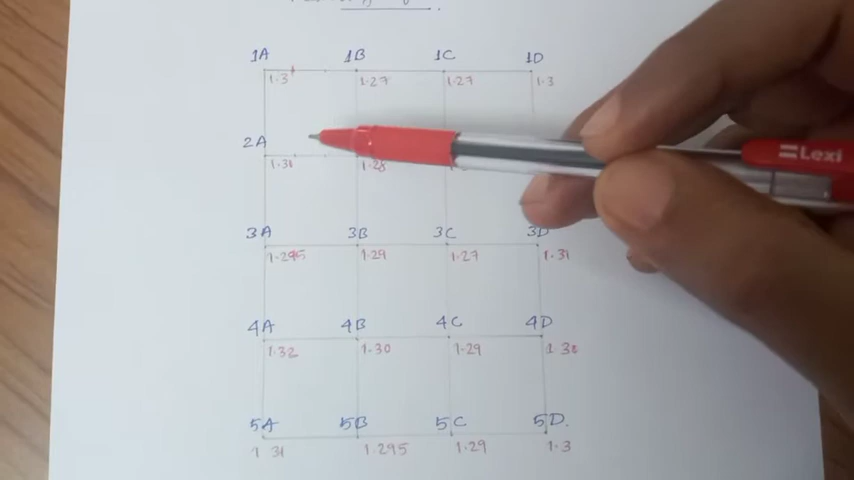 1A 1B 1C 1D
1.3 1.27 1.27 1.3
2A
1.31 1.28
3A 3B 3C 3D
1.295 1.29 1.27 1.31
4A 4B 4C 4D
1.32 1.30 1.29
5A 5B 5C 5D.
1.31 1.295 1.29 1.3
Lexi